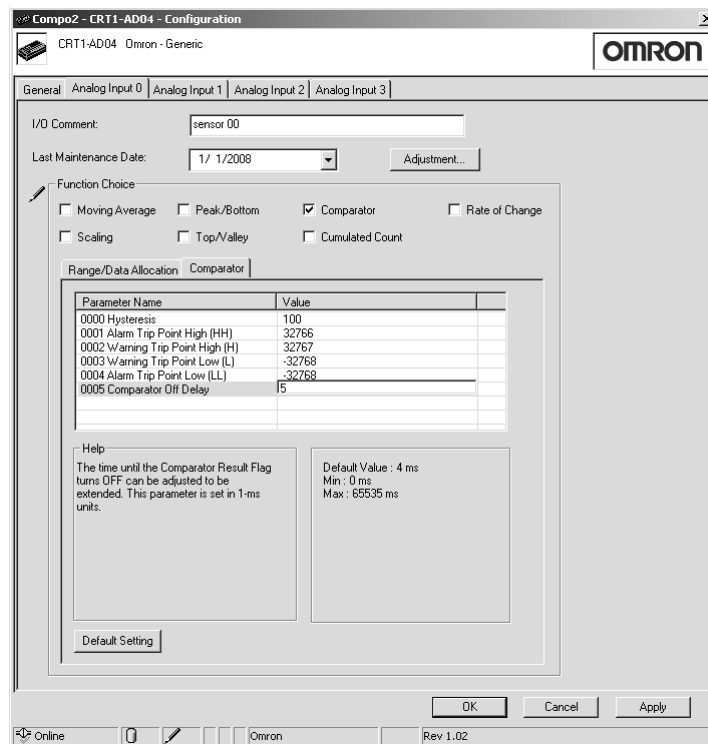 Compo2 - CRT1-AD04 - Configuration
CRT1-AD04 Omron - Generic
OMRON
General Analog Input 0 Analog Input 1 Analog Input 2 Analog Input 3
I/O Comment: sensor 00
Last Maintenance Date: 1/ 1/2008 Adjustment...
Function Choice
Moving Average Peak/Bottom Comparator Rate of Change
Scaling Top/Valley Cumulated Count
Range/Data Allocation Comparator
Parameter Name Value
0000 Hysteresis 100
0001 Alarm Trip Point High (HH) 32766
0002 Warning Trip Point High (H) 32767
0003 Warning Trip Point Low (L) -32768
0004 Alarm Trip Point Low (LL) -32768
0005 Comparator Off Delay 5
Help
The time until the Comparator Result Flag
turns OFF can be adjusted to be
extended. This parameter is set in 1-ms
units.
Default Value : 4 ms
Min : 0 ms
Max : 65535 ms
Default Setting
OK Cancel Apply
Online Omron Rev 1.02